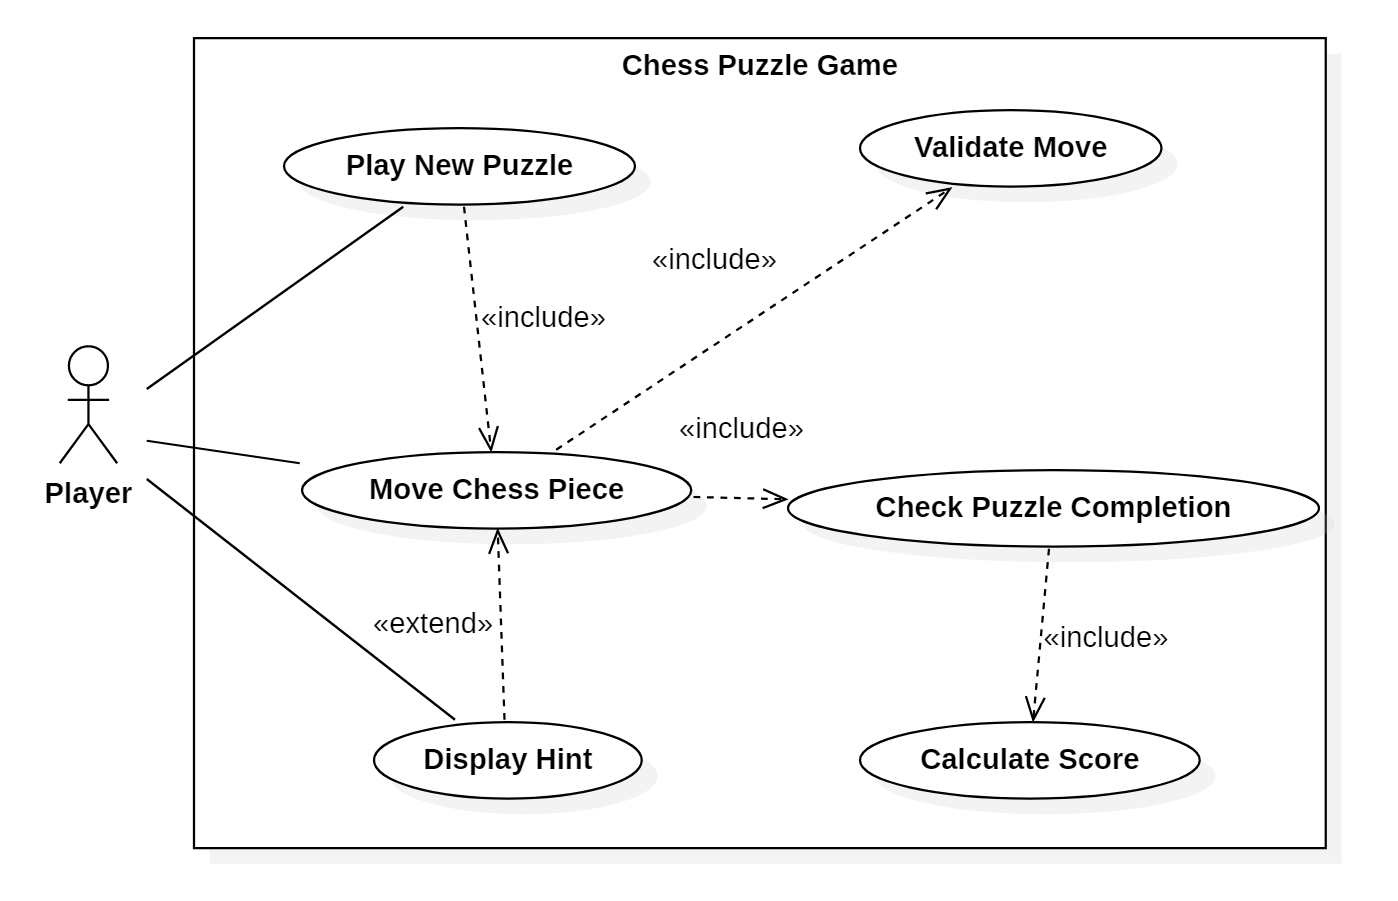 Chess Puzzle Game
Play New Puzzle
Validate Move
«include»
«include»
«include»
Player
Move Chess Piece
Check Puzzle Completion
«extend»
«include»
Display Hint
Calculate Score